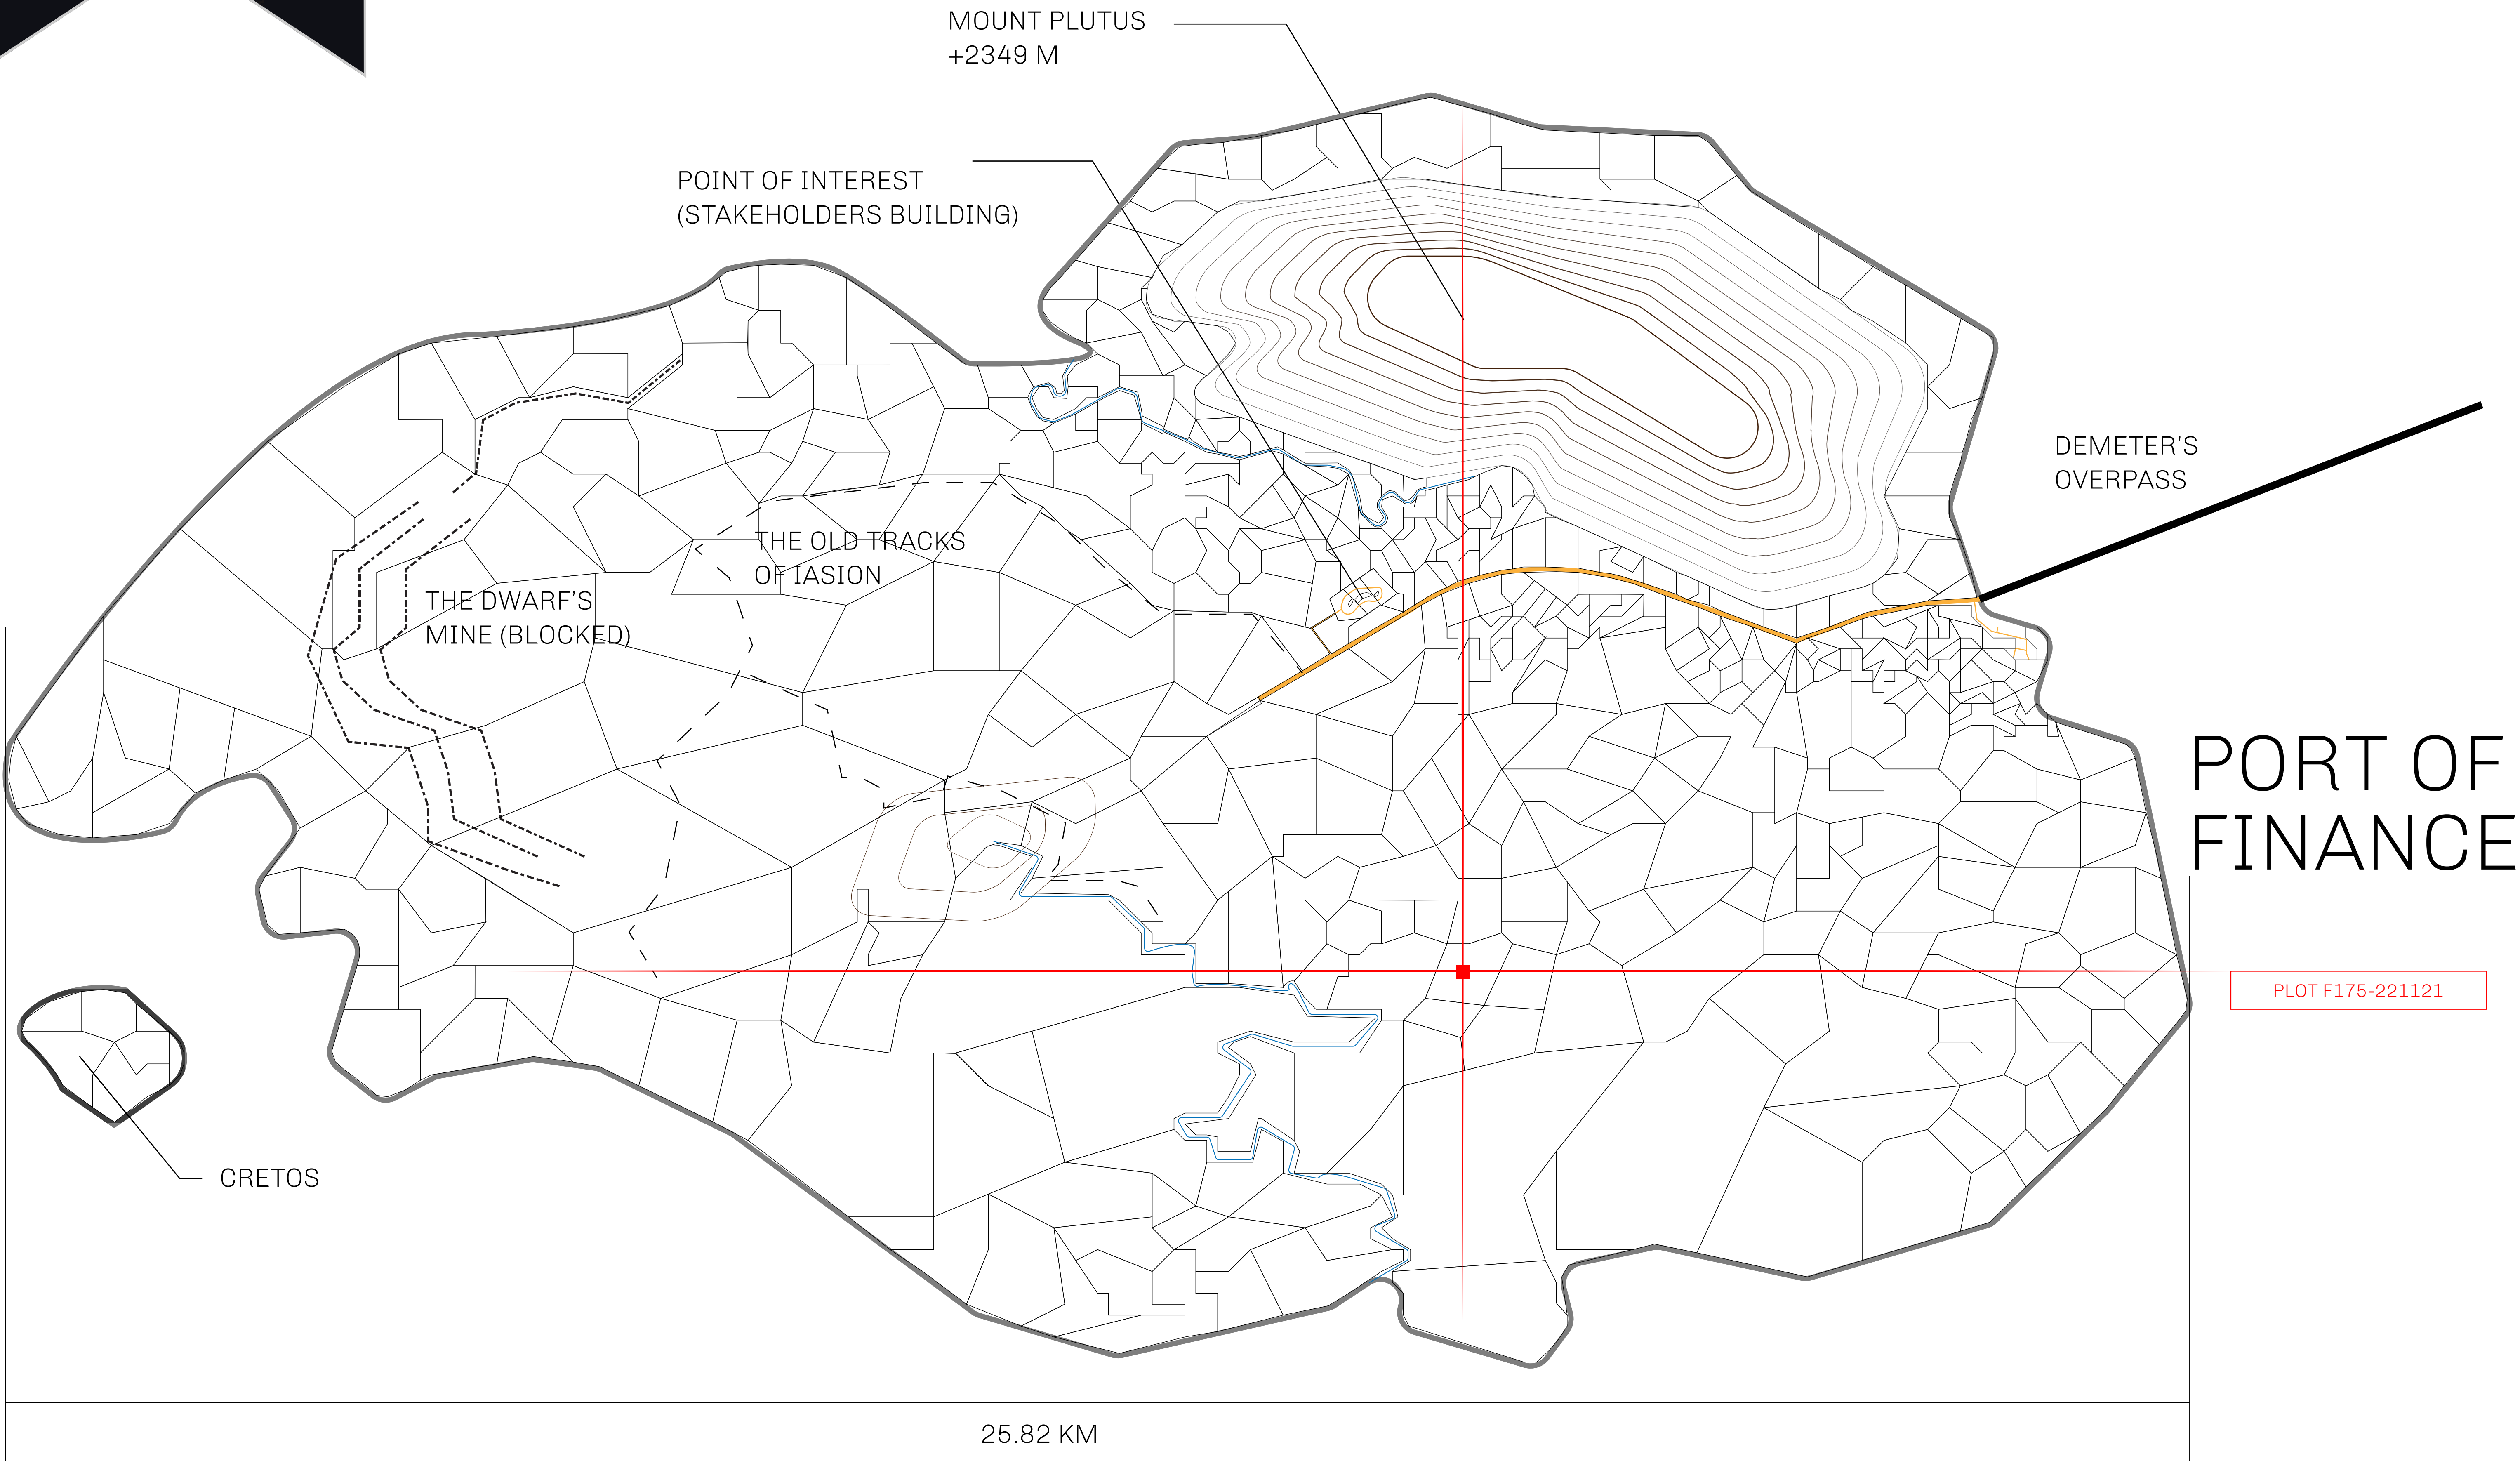 MOUNT PLUTUS
+2349 M
POINT OF INTEREST
(STAKEHOLDERS BUILDING)
DEMETER'S
OVERPASS
THE OLD TRACKS
OF IASION
THE DWARF'S
MINE (BLOCKED)
PORT OF
FINANCE
PLOT F175-221121
CRETOS
25.82 KM